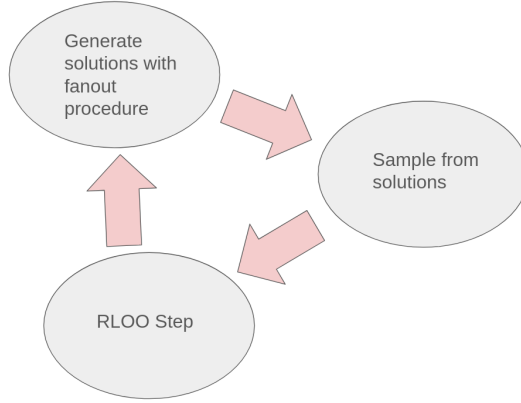 Generate
solutions with
fanout
procedure
Sample from
solutions
RLOO Step